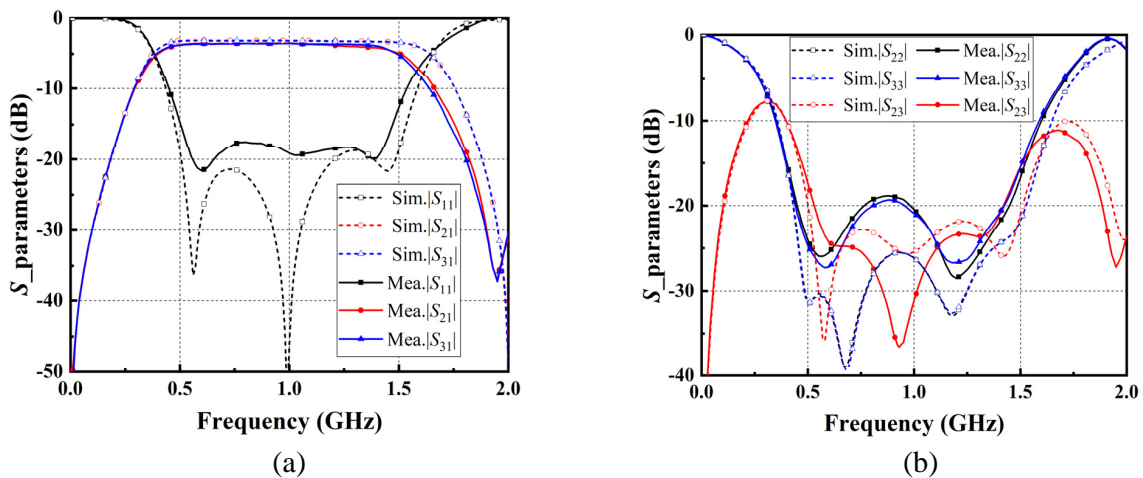 0
-10
-20
-30
-40
-50
S_parameters (dB)
0.0 0.5 1.0 1.5 2.0
Frequency (GHz)
Sim.|S11|
Sim.|S21|
Sim.|S31|
Mea.|S11|
Mea.|S21|
Mea.|S31|
(a)
0
-10
-20
-30
-40
S_parameters (dB)
0.0 0.5 1.0 1.5 2.0
Frequency (GHz)
Sim.|S22| Mea.|S22|
Sim.|S33| Mea.|S33|
Sim.|S23| Mea.|S23|
(b)